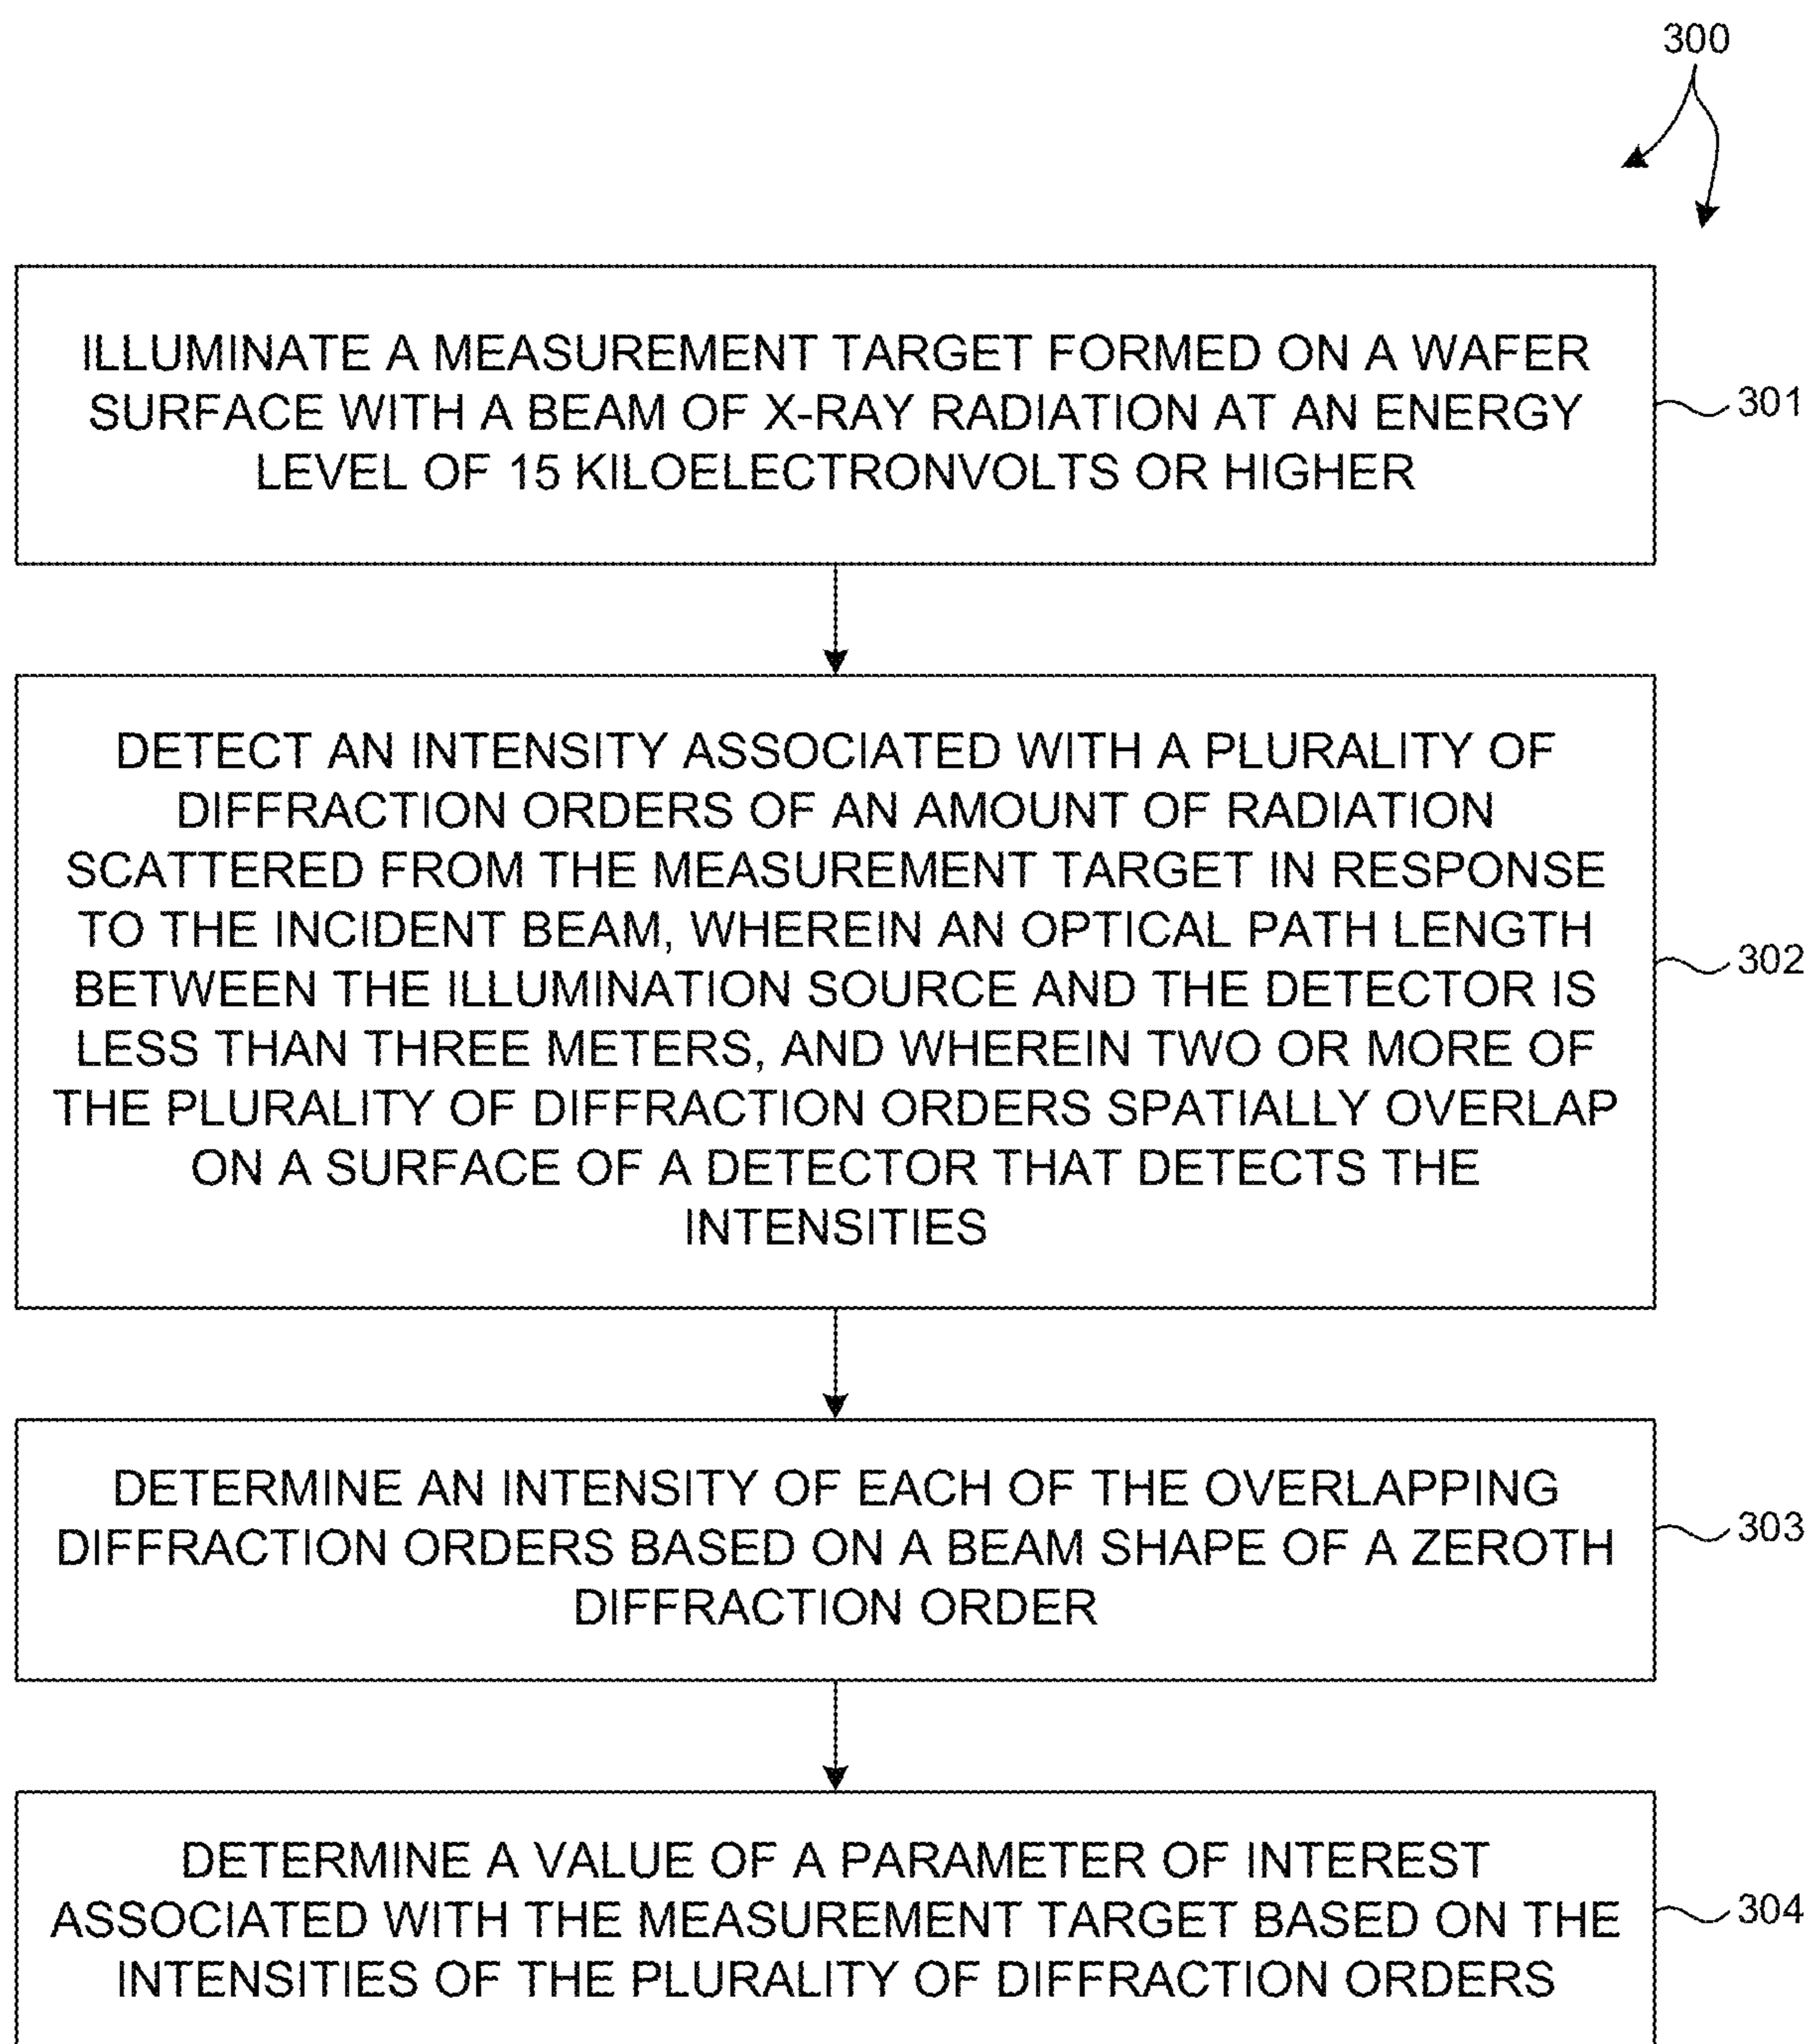 300
ILLUMINATE A MEASUREMENT TARGET FORMED ON A WAFER
SURFACE WITH A BEAM OF X-RAY RADIATION AT AN ENERGY
LEVEL OF 15 KILOELECTRONVOLTS OR HIGHER
301
DETECT AN INTENSITY ASSOCIATED WITH A PLURALITY OF
DIFFRACTION ORDERS OF AN AMOUNT OF RADIATION
SCATTERED FROM THE MEASUREMENT TARGET IN RESPONSE
TO THE INCIDENT BEAM, WHEREIN AN OPTICAL PATH LENGTH
BETWEEN THE ILLUMINATION SOURCE AND THE DETECTOR IS
LESS THAN THREE METERS, AND WHEREIN TWO OR MORE OF
THE PLURALITY OF DIFFRACTION ORDERS SPATIALLY OVERLAP
ON A SURFACE OF A DETECTOR THAT DETECTS THE
INTENSITIES
302
DETERMINE AN INTENSITY OF EACH OF THE OVERLAPPING
DIFFRACTION ORDERS BASED ON A BEAM SHAPE OF A ZEROTH
DIFFRACTION ORDER
303
DETERMINE A VALUE OF A PARAMETER OF INTEREST
ASSOCIATED WITH THE MEASUREMENT TARGET BASED ON THE
INTENSITIES OF THE PLURALITY OF DIFFRACTION ORDERS
304